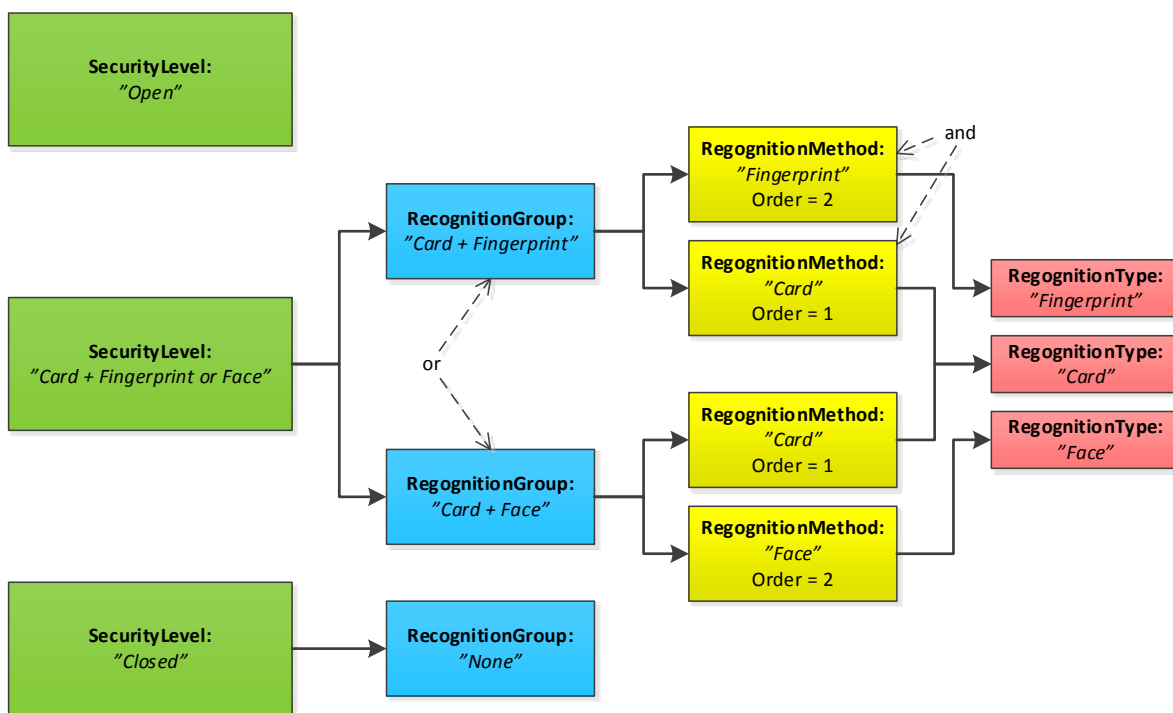 SecurityLevel:
”Open”
and
RegognitionMethod:
”Fingerprint”
Order = 2
RecognitionGroup:
”Card + Fingerprint”
RegognitionMethod:
”Card”
Order = 1
RegognitionType:
”Fingerprint”
SecurityLevel:
”Card + Fingerprint or Face”
or
RegognitionType:
”Card”
RegognitionMethod:
”Card”
Order = 1
RegognitionType:
”Face”
RegognitionGroup:
”Card + Face”
RegognitionMethod:
”Face”
Order = 2
SecurityLevel:
”Closed”
RecognitionGroup:
”None”